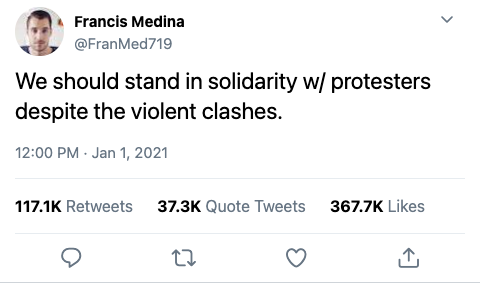 Francis Medina
@FranMed719
We should stand in solidarity w/ protesters
despite the violent clashes.
12:00 PM · Jan 1, 2021
117.1K Retweets 37.3K Quote Tweets 367.7K Likes